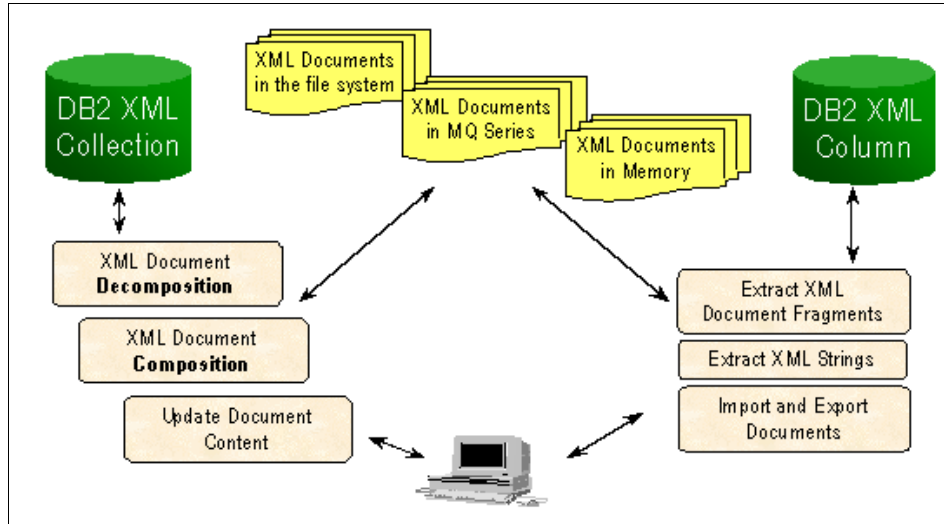 DB2 XML
Collection
XML Documents
in the file system
XML Documents
in MQ Series
XML Documents
in Memory
DB2 XML
Column
XML Document
Decomposition
XML Document
Composition
Update Document
Content
Extract XML
Document Fragments
Extract XML Strings
Import and Export
Documents